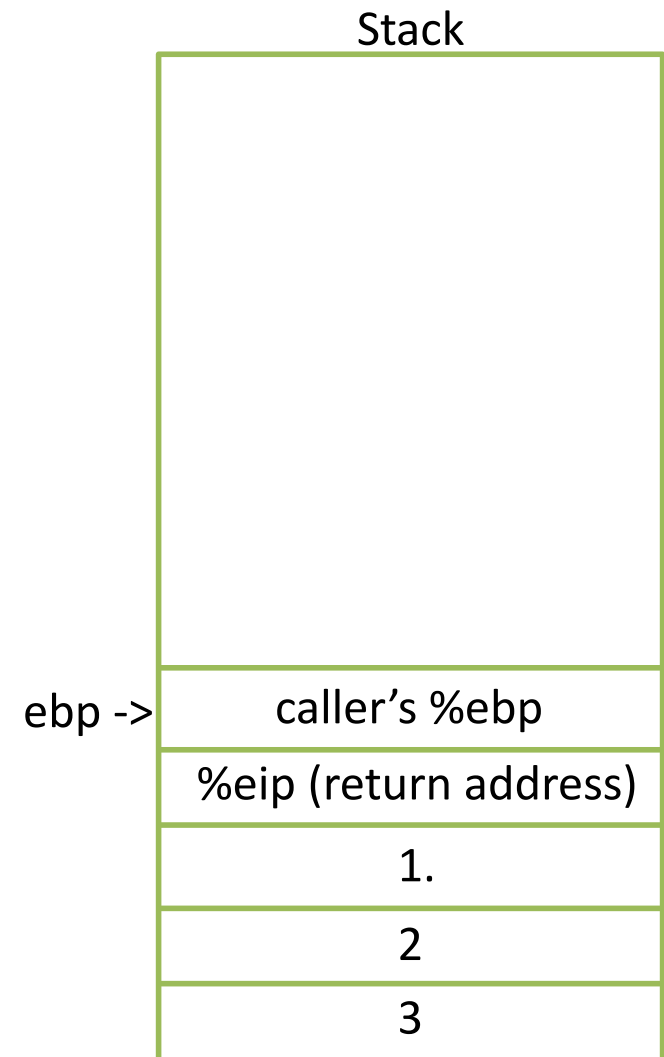 Stack
ebp -> caller’s %ebp
%eip (return address)
1.
2
3